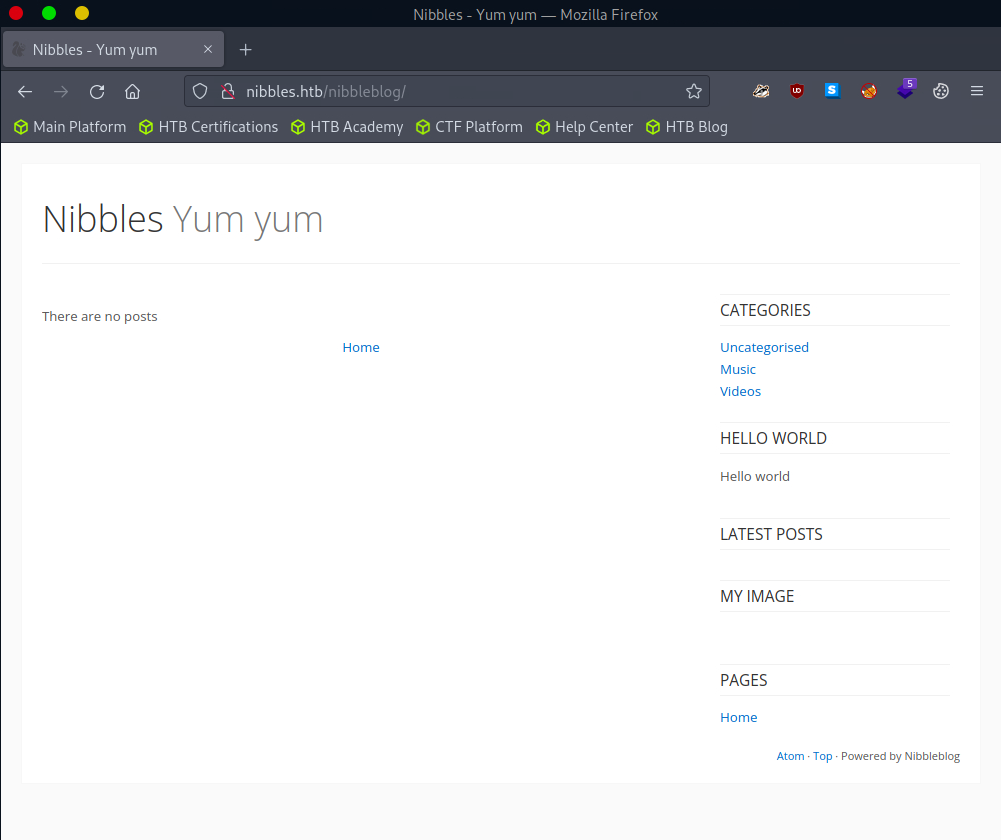 Nibbles - Yum yum — Mozilla Firefox
Nibbles - Yum yum
nibbles.htb/nibbleblog/
5
Main Platform HTB Certifications HTB Academy CTF Platform Help Center HTB Blog
Nibbles Yum yum
There are no posts
Home
CATEGORIES
Uncategorised
Music
Videos
HELLO WORLD
Hello world
LATEST POSTS
MY IMAGE
PAGES
Home
Atom · Top · Powered by Nibbleblog